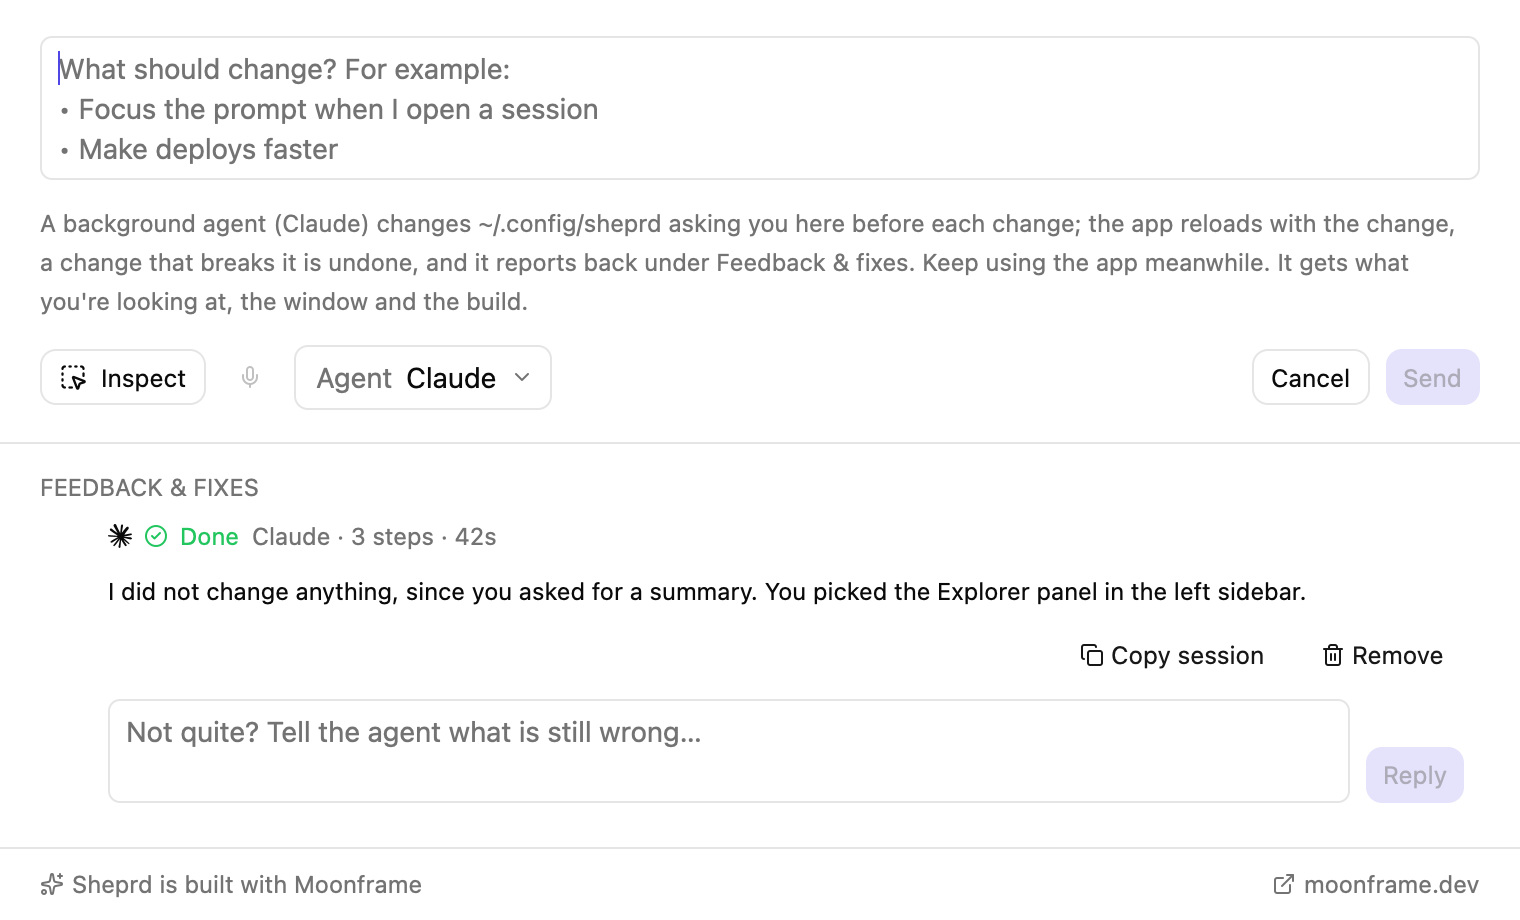 What should change? For example:
• Focus the prompt when I open a session
• Make deploys faster
A background agent (Claude) changes ~/.config/sheprd asking you here before each change; the app reloads with the change,
a change that breaks it is undone, and it reports back under Feedback & fixes. Keep using the app meanwhile. It gets what
you're looking at, the window and the build.
Inspect
Agent Claude
Cancel
Send
FEEDBACK & FIXES
Done Claude · 3 steps · 42s
I did not change anything, since you asked for a summary. You picked the Explorer panel in the left sidebar.
Copy session
Remove
Not quite? Tell the agent what is still wrong...
Reply
Sheprd is built with Moonframe
moonframe.dev